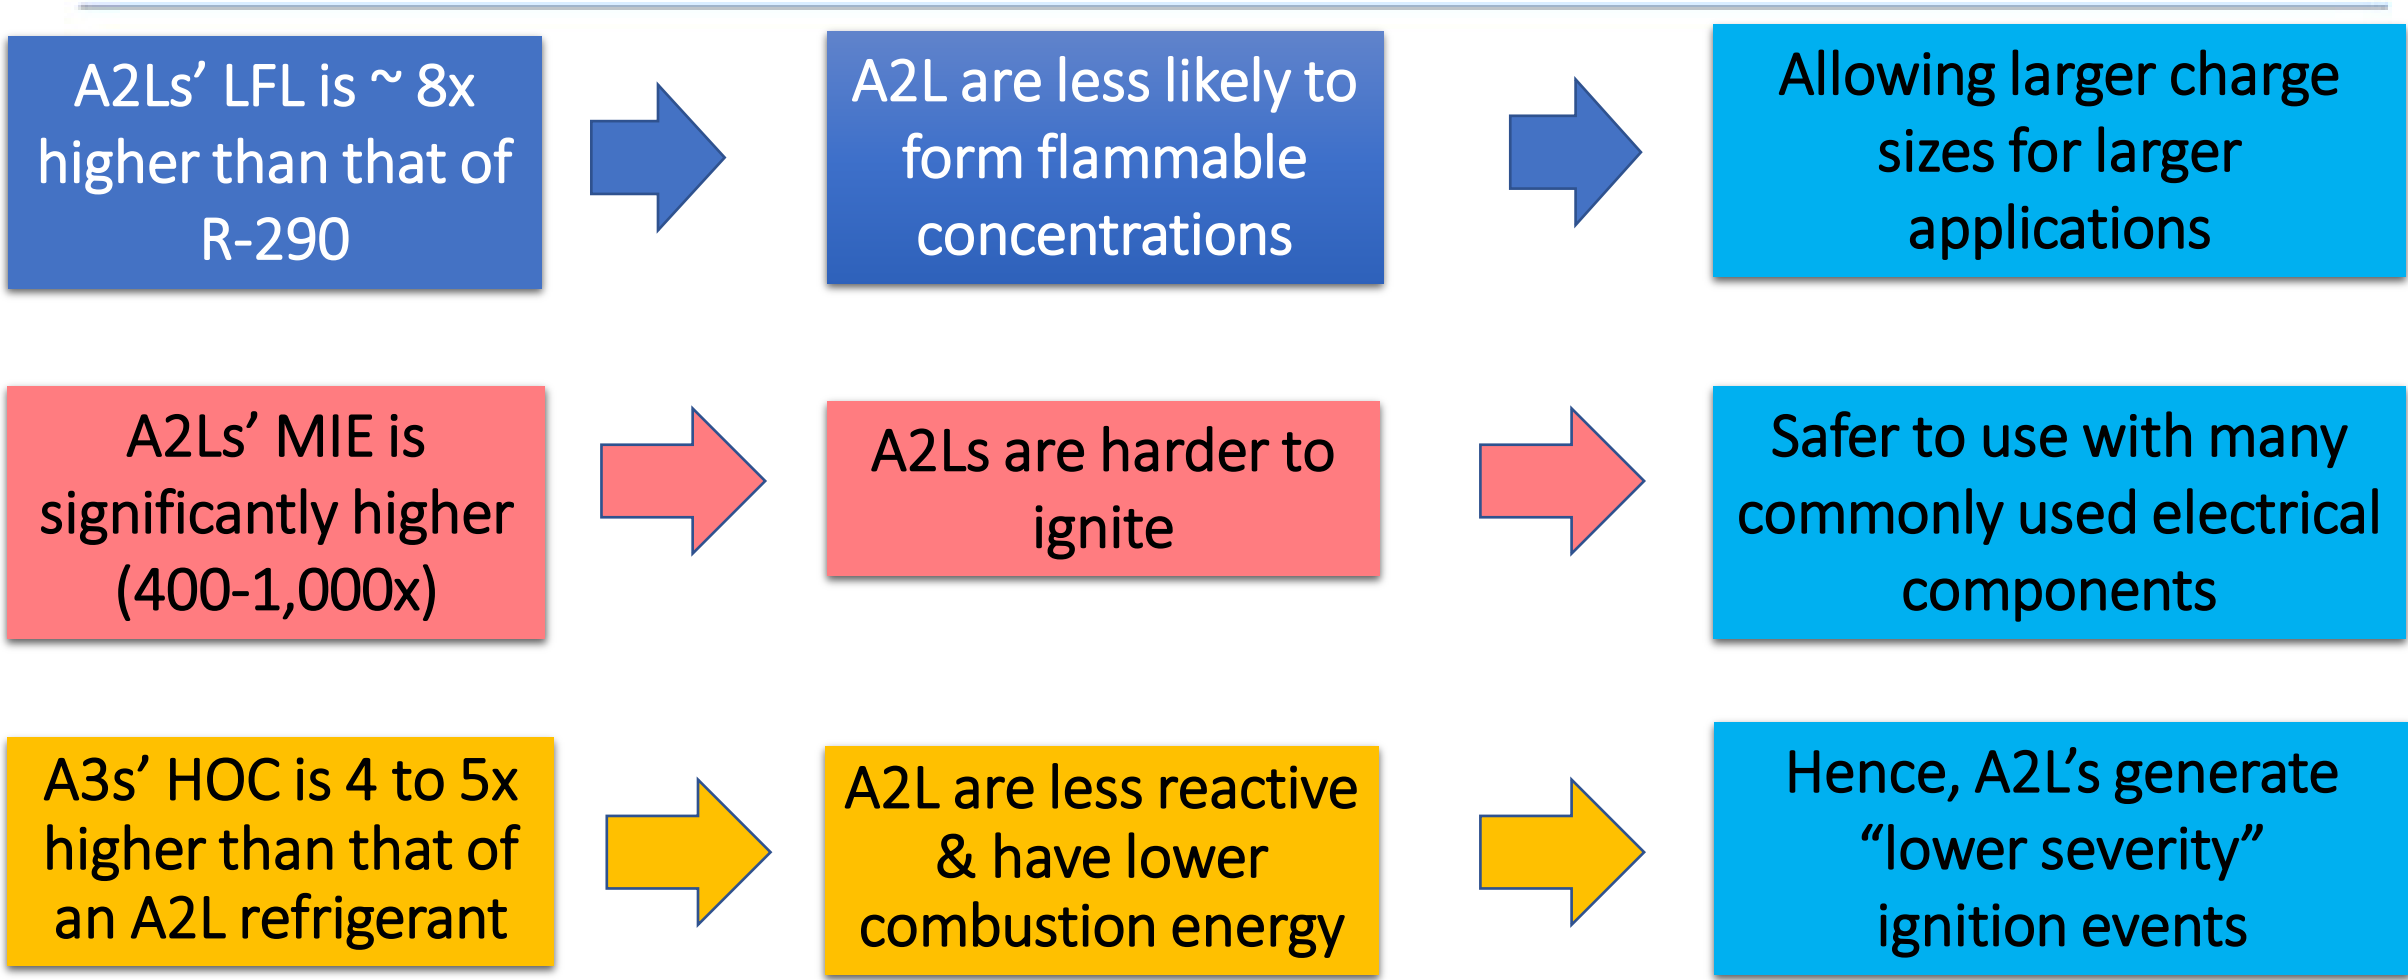 A2Ls’ LFL is ~ 8x
higher than that of
R-290
A2L are less likely to
form flammable
concentrations
Allowing larger charge
sizes for larger
applications
A2Ls’ MIE is
significantly higher
(400-1,000x)
A2Ls are harder to
ignite
Safer to use with many
commonly used electrical
components
A3s’ HOC is 4 to 5x
higher than that of
an A2L refrigerant
A2L are less reactive
& have lower
combustion energy
Hence, A2L’s generate
“lower severity”
ignition events